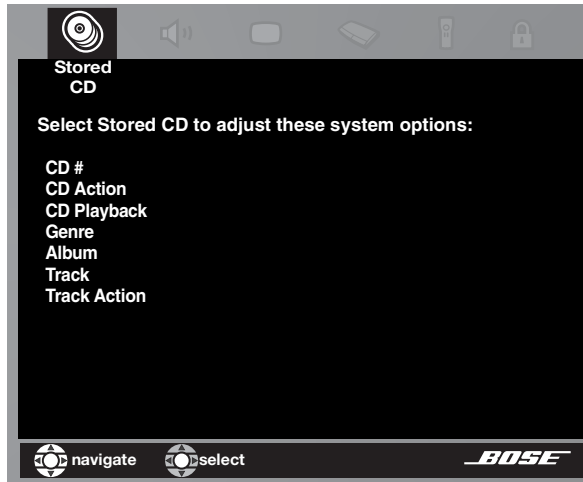 Stored
CD
Select Stored CD to adjust these system options:
CD #
CD Action
CD Playback
Genre
Album
Track
Track Action
navigate select BOSE